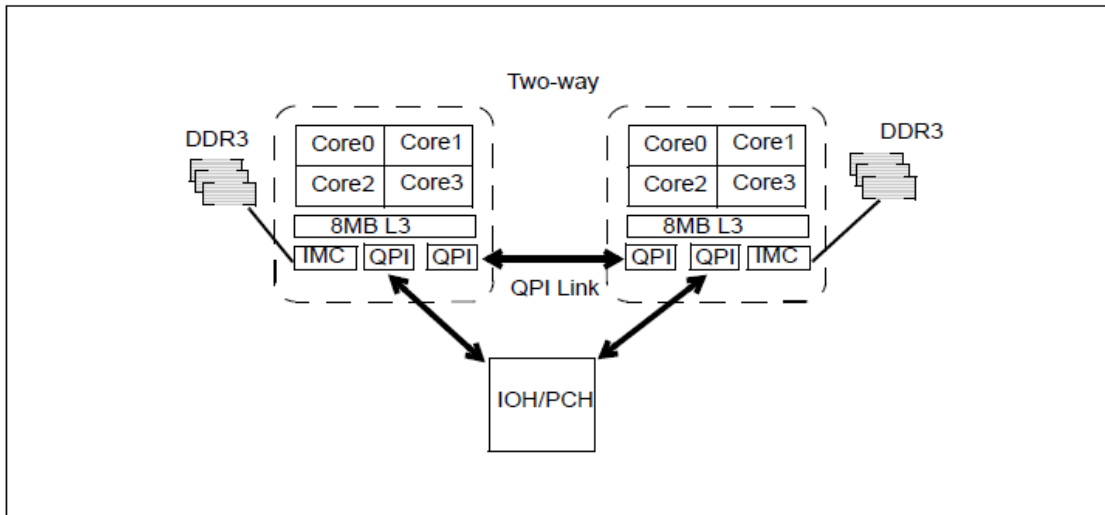 Two-way
DDR3
DDR3
Core0 Core1
Core2 Core3
8MB L3
IMC QPI QPI
Core0 Core1
Core2 Core3
8MB L3
QPI QPI IMC
QPI Link
IOH/PCH